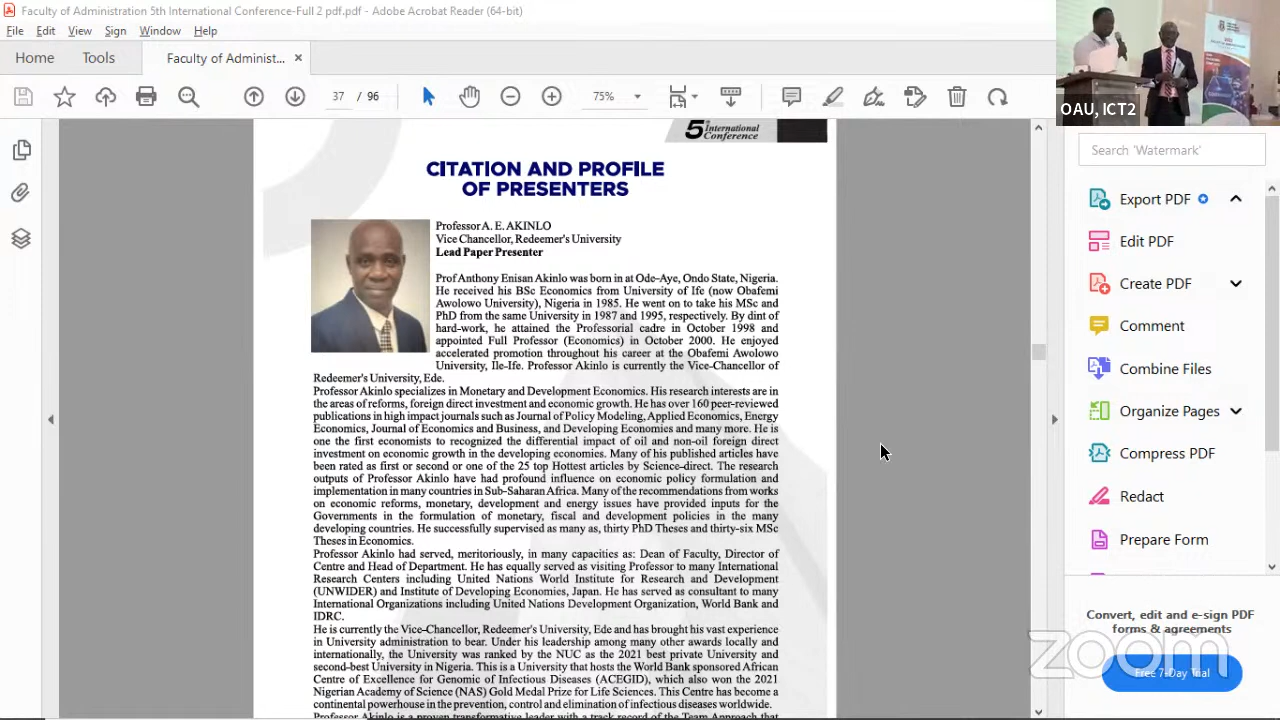 Faculty of Administration 5th International Conference-Full 2 pdf.pdf - Adobe Acrobat Reader (64-bit)
File Edit View Sign Window Help
Home Tools Faculty of Administ... ×
37 / 96 75%
OAU, ICT2
5th International
Conference
CITATION AND PROFILE
OF PRESENTERS
Professor A. E. AKINLO
Vice Chancellor, Redeemer's University
Lead Paper Presenter
Prof Anthony Enisan Akinlo was born in at Ode-Aye, Ondo State, Nigeria.
He received his BSc Economics from University of Ife (now Obafemi
Awolowo University), Nigeria in 1985. He went on to take his MSc and
PhD from the same University in 1987 and 1995, respectively. By dint of
hard-work, he attained the Professorial cadre in October 1998 and
appointed Full Professor (Economics) in October 2000. He enjoyed
accelerated promotion throughout his career at the Obafemi Awolowo
University, Ile-Ife. Professor Akinlo is currently the Vice-Chancellor of
Redeemer's University, Ede.
Professor Akinlo specializes in Monetary and Development Economics. His research interests are in
the areas of reforms, foreign direct investment and economic growth. He has over 160 peer-reviewed
publications in high impact journals such as Journal of Policy Modeling, Applied Economics, Energy
Economics, Journal of Economics and Business, and Developing Economics and many more. He is
one the first economists to recognized the differential impact of oil and non-oil foreign direct
investment on economic growth in the developing economies. Many of his published articles have
been rated as first or second or one of the 25 top Hottest articles by Science-direct. The research
outputs of Professor Akinlo have had profound influence on economic policy formulation and
implementation in many countries in Sub-Saharan Africa. Many of the recommendations from works
on economic reforms, monetary, development and energy issues have provided inputs for the
Governments in the formulation of monetary, fiscal and development policies in the many
developing countries. He successfully supervised as many as, thirty PhD Theses and thirty-six MSc
Theses in Economics.
Professor Akinlo had served, meritoriously, in many capacities as: Dean of Faculty, Director of
Centre and Head of Department. He has equally served as visiting Professor to many International
Research Centers including United Nations World Institute for Research and Development
(UNWIDER) and Institute of Developing Economies, Japan. He has served as consultant to many
International Organizations including United Nations Development Organization, World Bank and
IDRC.
He is currently the Vice-Chancellor, Redeemer's University, Ede and has brought his vast experience
in University administration to bear. Under his leadership among many other awards locally and
internationally, the University was ranked by the NUC as the 2021 best private University and
second-best University in Nigeria. This is a University that hosts the World Bank sponsored African
Centre of Excellence for Genomic of Infectious Diseases (ACEGID), which also won the 2021
Nigerian Academy of Science (NAS) Gold Medal Prize for Life Sciences. This Centre has become a
continental powerhouse in the prevention, control and elimination of infectious diseases worldwide.
Professor Akinlo is a proven transformative leader with a track record of the Team Approach that
Search 'Watermark'
Export PDF
Edit PDF
Create PDF
Comment
Combine Files
Organize Pages
Compress PDF
Redact
Prepare Form
Convert, edit and e-sign PDF
forms & agreements
Free 7-Day Trial
zoom